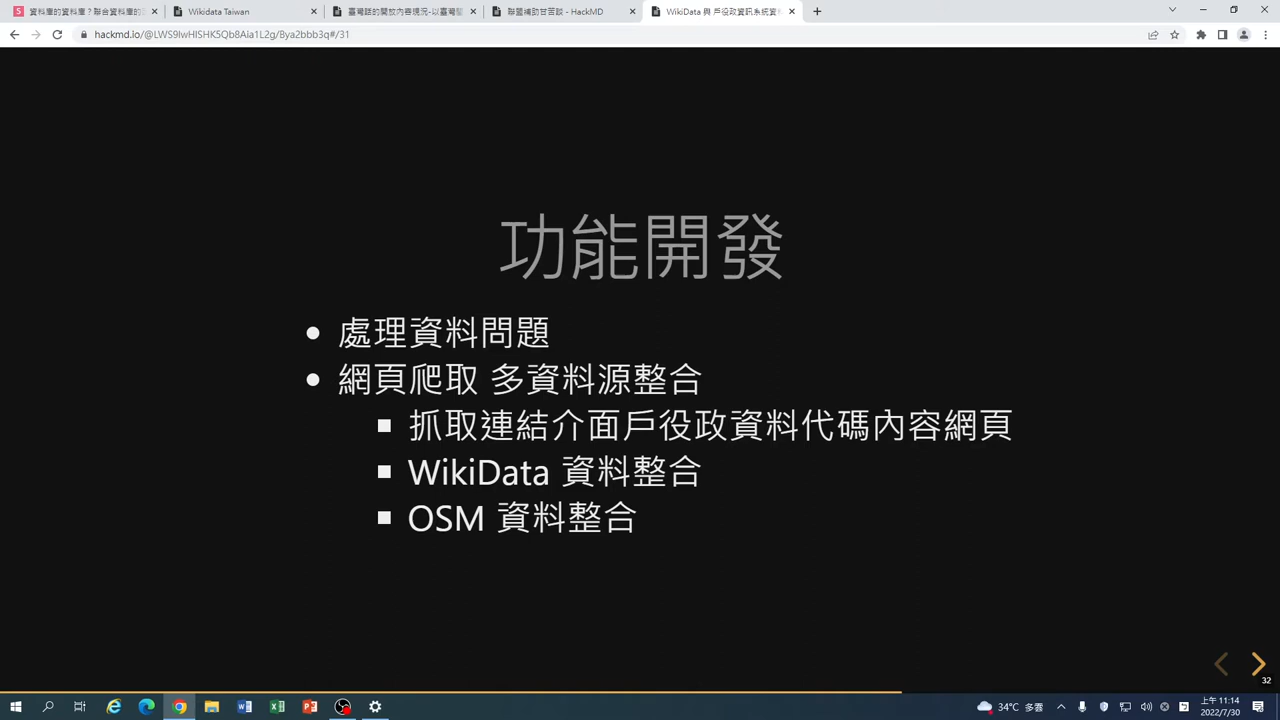 資料庫的資料庫？聯合資料庫的
Wikidata Taiwan
臺灣話的開放內容現況-以臺灣
聯盟補助甘苦談 - HackMD
WikiData 與 戶役政資訊系統資
hackmd.io/@LWS9IwHISHK5Qb8Aia1L2g/Bya2bbb3q#/31
功能開發
處理資料問題
網頁爬取 多資料源整合
抓取連結介面戶役政資料代碼內容網頁
WikiData 資料整合
OSM 資料整合
32
34°C 多雲
上午 11:14
2022/7/30